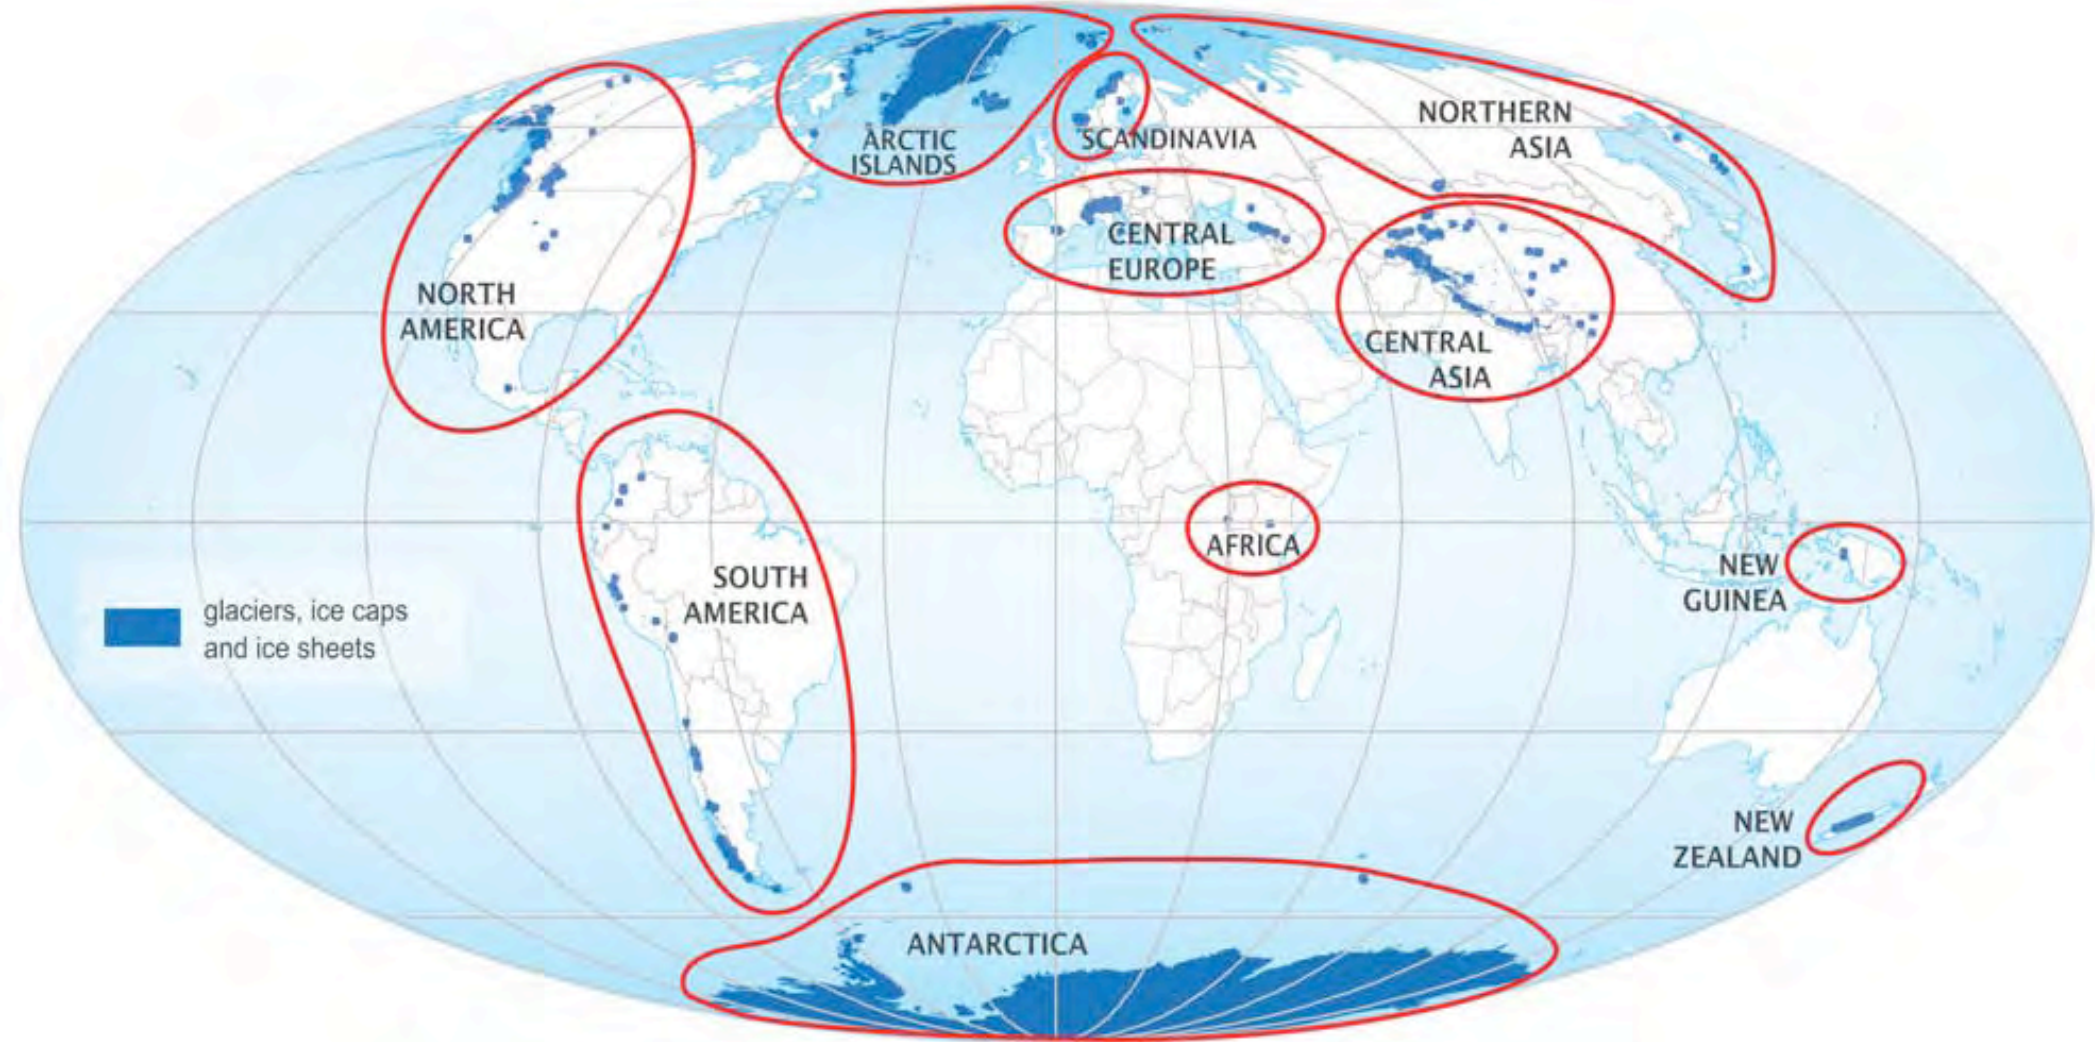 ARCTIC
ISLANDS
SCANDINAVIA
NORTHERN
ASIA
CENTRAL
EUROPE
NORTH
AMERICA
CENTRAL
ASIA
AFRICA
SOUTH
AMERICA
NEW
GUINEA
glaciers, ice caps
and ice sheets
NEW
ZEALAND
ANTARCTICA